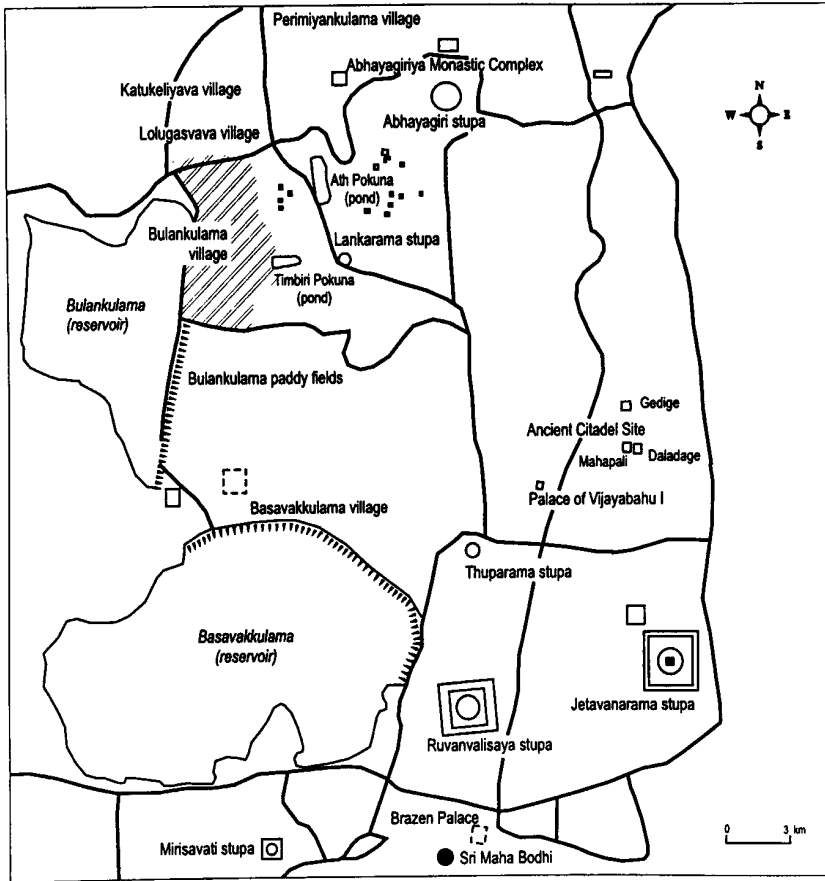 Perimiyankulama village
Abhayagiriya Monastic Complex
Katukeliyava village
Abhayagiri stupa
N
W
E
S
Lolugasvava village
Ath Pokuna
(pond)
Bulankulama
village
Lankarama stupa
Timbiri Pokuna
(pond)
Bulankulama
(reservoir)
Bulankulama paddy fields
Gedige
Ancient Citadel Site
Mahapali
Daladage
Palace of Vijayabahu I
Basavakkulama village
Thuparama stupa
Basavakkulama
(reservoir)
Jetavanarama stupa
Ruvanvalisaya stupa
Brazen Palace
Mirisavati stupa
Sri Maha Bodhi
0 3 km